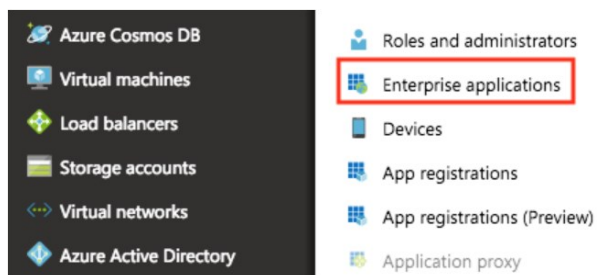 Azure Cosmos DB
Virtual machines
Load balancers
Storage accounts
Virtual networks
Azure Active Directory
Roles and administrators
Enterprise applications
Devices
App registrations
App registrations (Preview)
Application proxy